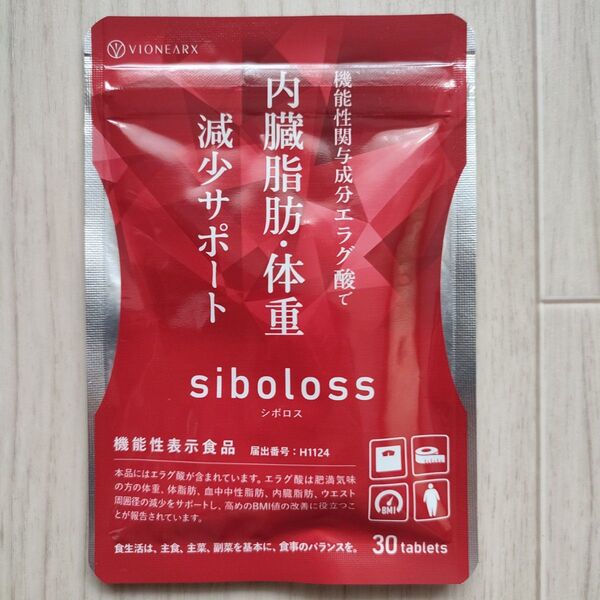 VIONEARX
機能性関与成分エラグ酸で
内臓脂肪・体重
減少サポート
siboloss
シボロス
機能性表示食品 届出番号：H1124
本品にはエラグ酸が含まれています。エラグ酸は肥満気味
の方の体重、体脂肪、血中中性脂肪、内臓脂肪、ウエスト
周囲径の減少をサポートし、高めのBMI値の改善に役立つこ
とが報告されています。
BMI
食生活は、主食、主菜、副菜を基本に、食事のバランスを。
30 tablets